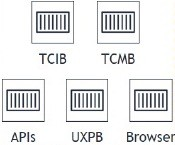 TCIB TCMB
APIs UXPB Browser